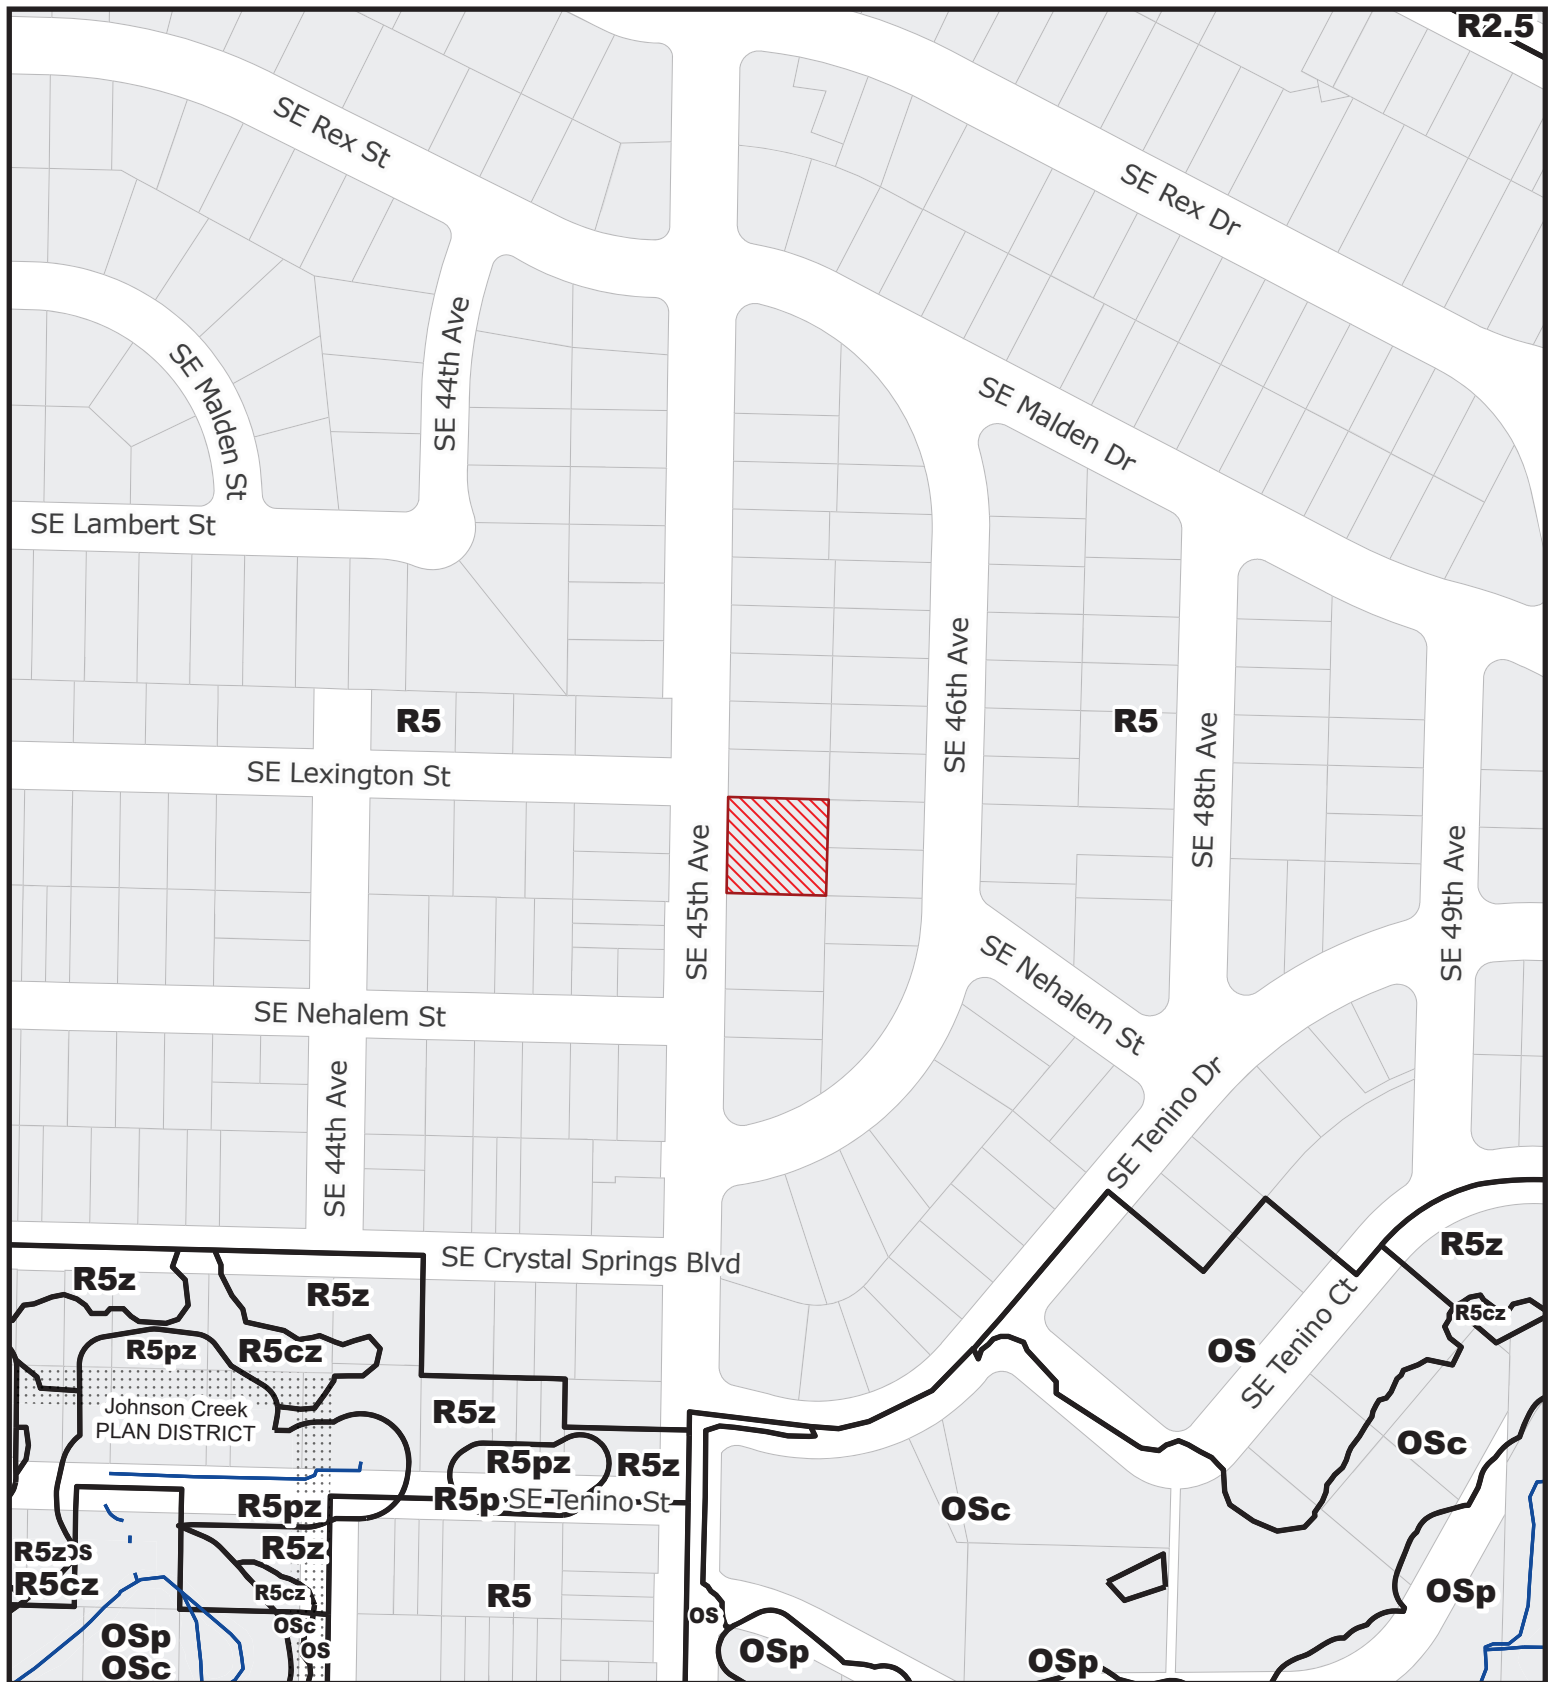 R2.5
SE Rex St
SE Rex Dr
SE 44th Ave
SE Malden St
SE Malden Dr
SE Lambert St
SE 46th Ave
R5
R5
SE 48th Ave
SE Lexington St
SE 45th Ave
SE 49th Ave
SE Nehalem St
SE Nehalem St
SE 44th Ave
SE Tenino Dr
SE Crystal Springs Blvd
R5z
R5z
R5z
R5cz
R5pz
R5cz
OS
SE Tenino Ct
Johnson Creek
PLAN DISTRICT
R5z
OSc
R5pz
R5z
R5pz
R5p
SE Tenino St
OSc
R5z
OS
R5z
R5cz
R5cz
R5
OSp
OS
OSc
OSp
OSc
OS
OSp
OSp